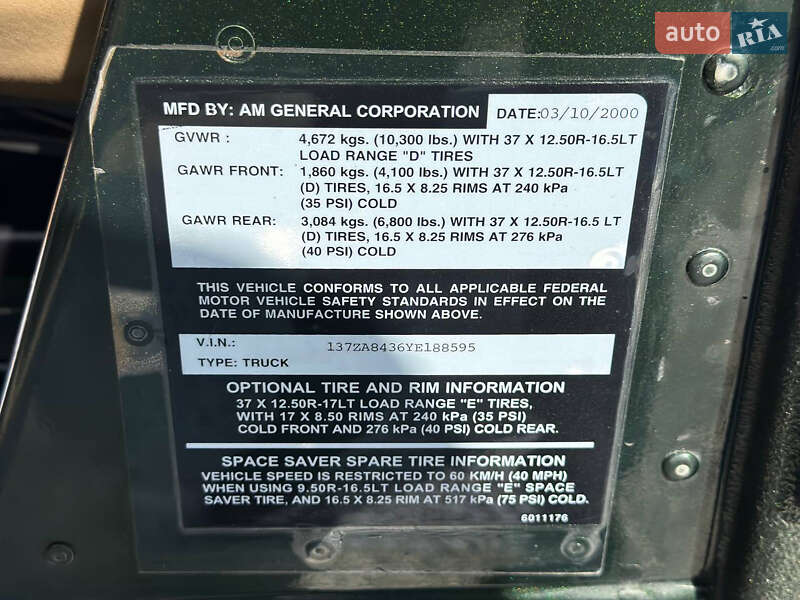 auto RIA .com
MFD BY: AM GENERAL CORPORATION DATE:03/10/2000
GVWR : 4,672 kgs. (10,300 lbs.) WITH 37 X 12.50R-16.5LT
LOAD RANGE "D" TIRES
GAWR FRONT: 1,860 kgs. (4,100 lbs.) WITH 37 X 12.50R-16.5LT
(D) TIRES, 16.5 X 8.25 RIMS AT 240 kPa
(35 PSI) COLD
GAWR REAR: 3,084 kgs. (6,800 lbs.) WITH 37 X 12.50R-16.5 LT
(D) TIRES, 16.5 X 8.25 RIMS AT 276 kPa
(40 PSI) COLD
THIS VEHICLE CONFORMS TO ALL APPLICABLE FEDERAL
MOTOR VEHICLE SAFETY STANDARDS IN EFFECT ON THE
DATE OF MANUFACTURE SHOWN ABOVE.
V.I.N.: 137ZA8436YE188595
TYPE: TRUCK
OPTIONAL TIRE AND RIM INFORMATION
37 X 12.50R-17LT LOAD RANGE "E" TIRES,
WITH 17 X 8.50 RIMS AT 240 kPa (35 PSI)
COLD FRONT AND 276 kPa (40 PSI) COLD REAR.
SPACE SAVER SPARE TIRE INFORMATION
VEHICLE SPEED IS RESTRICTED TO 60 KM/H (40 MPH)
WHEN USING 9.50R-16.5LT LOAD RANGE "E" SPACE
SAVER TIRE, AND 16.5 X 8.25 RIM AT 517 kPa (75 PSI) COLD.
6011176